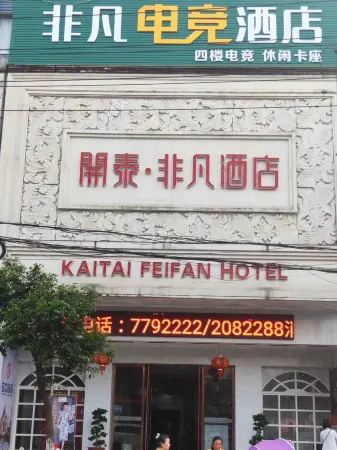 非凡电竞酒店
四楼电竞 休闲卡座
開泰·非凡酒店
KAITAI FEIFAN HOTEL
电话：7792222/2082288